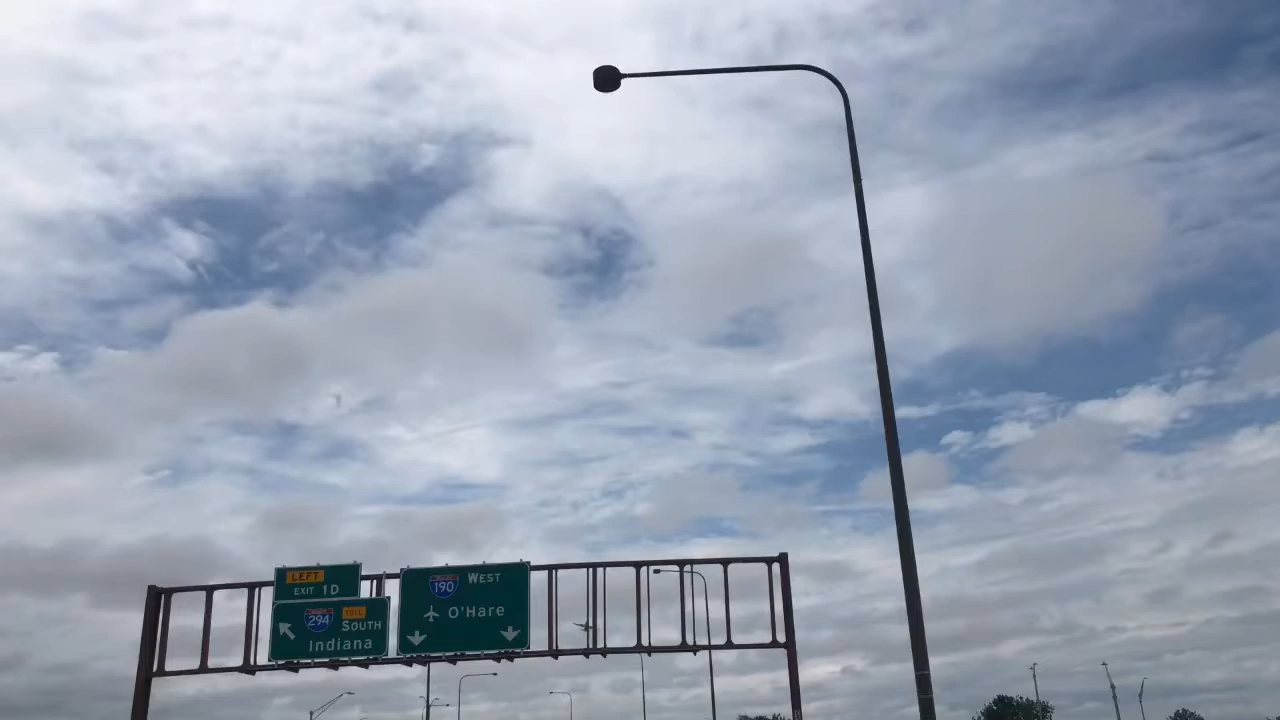 LEFT
EXIT 1D
294
TOLL
SOUTH
Indiana
190
WEST
O'Hare